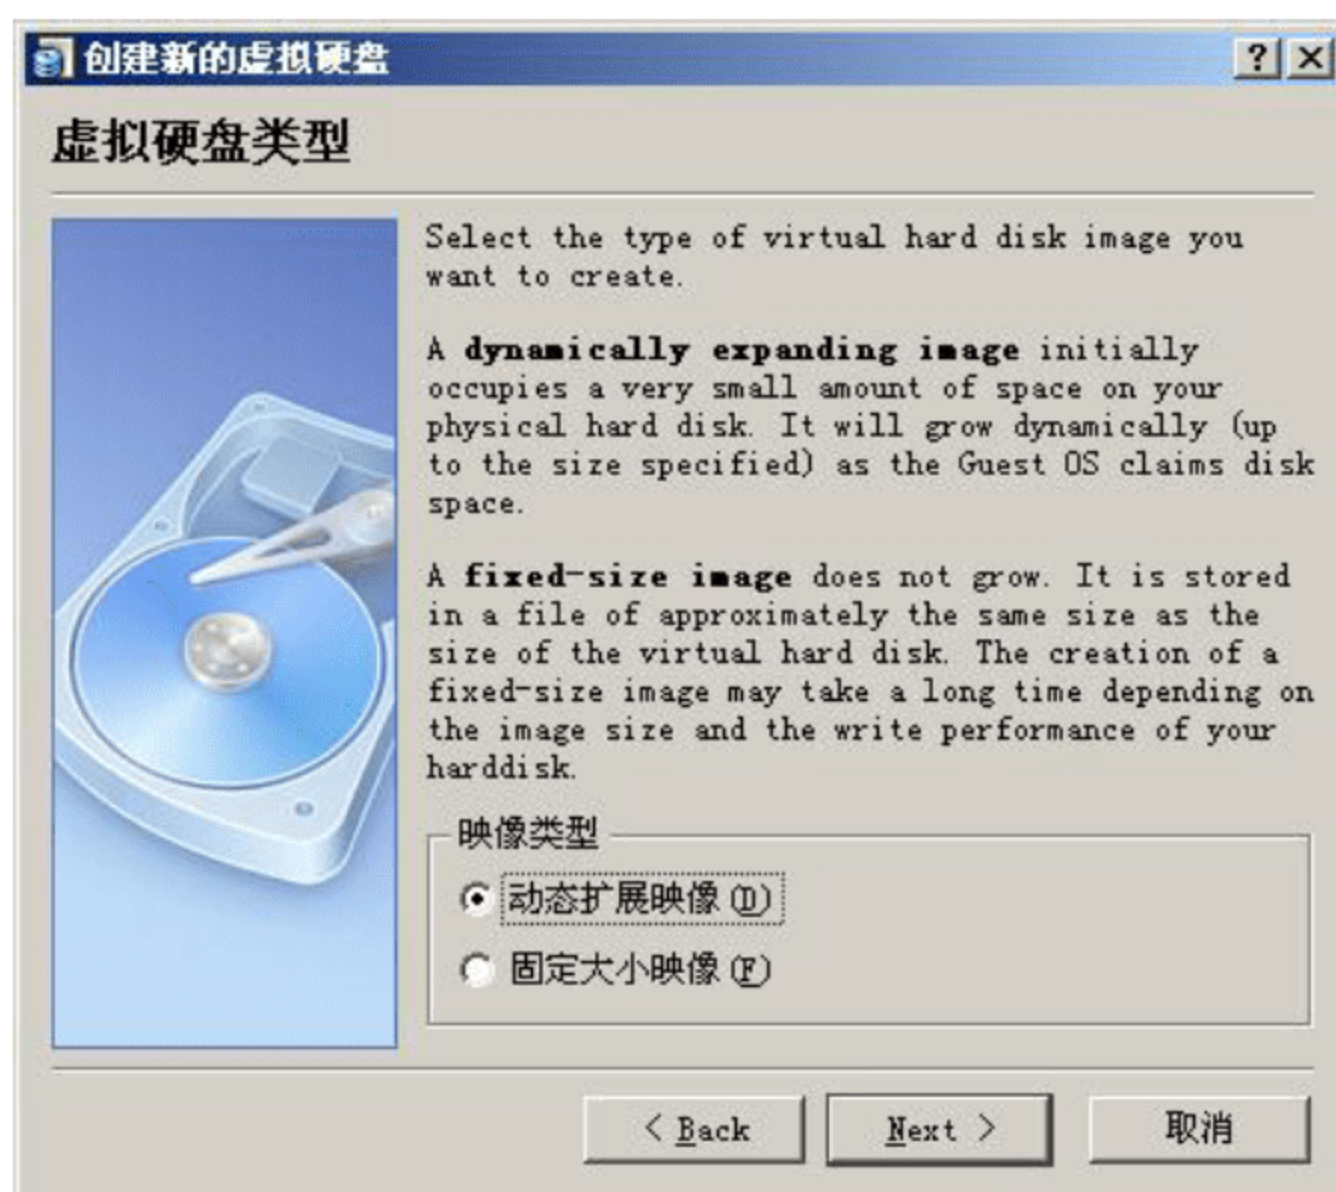 创建新的虚拟硬盘
虚拟硬盘类型
Select the type of virtual hard disk image you
want to create.
A dynamically expanding image initially
occupies a very small amount of space on your
physical hard disk. It will grow dynamically (up
to the size specified) as the Guest OS claims disk
space.
A fixed-size image does not grow. It is stored
in a file of approximately the same size as the
size of the virtual hard disk. The creation of a
fixed-size image may take a long time depending on
the image size and the write performance of your
harddisk.
映像类型
动态扩展映像(D)
固定大小映像(F)
< Back
Next >
取消